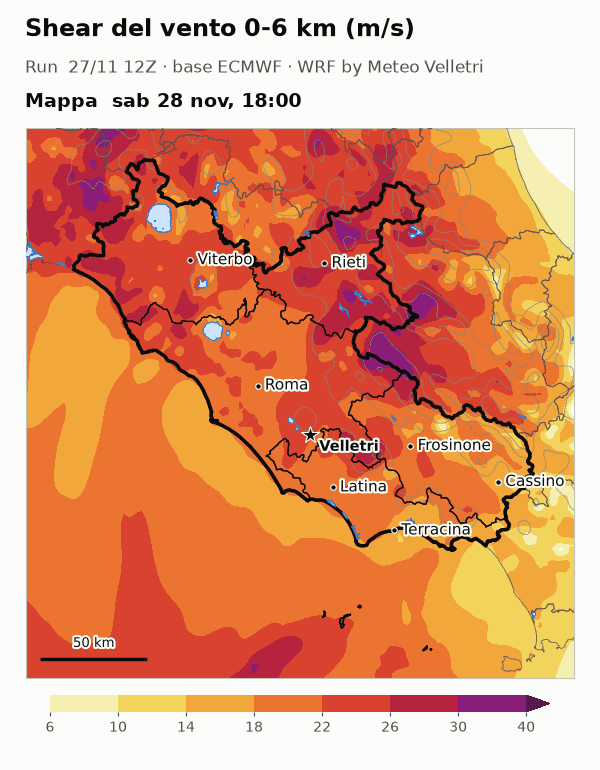 Shear del vento 0-6 km (m/s)
Run  27/11 12Z · base ECMWF · WRF by Meteo Velletri
Mappa  sab 28 nov, 18:00
Viterbo
Rieti
Roma
Velletri
Frosinone
Cassino
Latina
Terracina
50 km
6 10 14 18 22 26 30 40